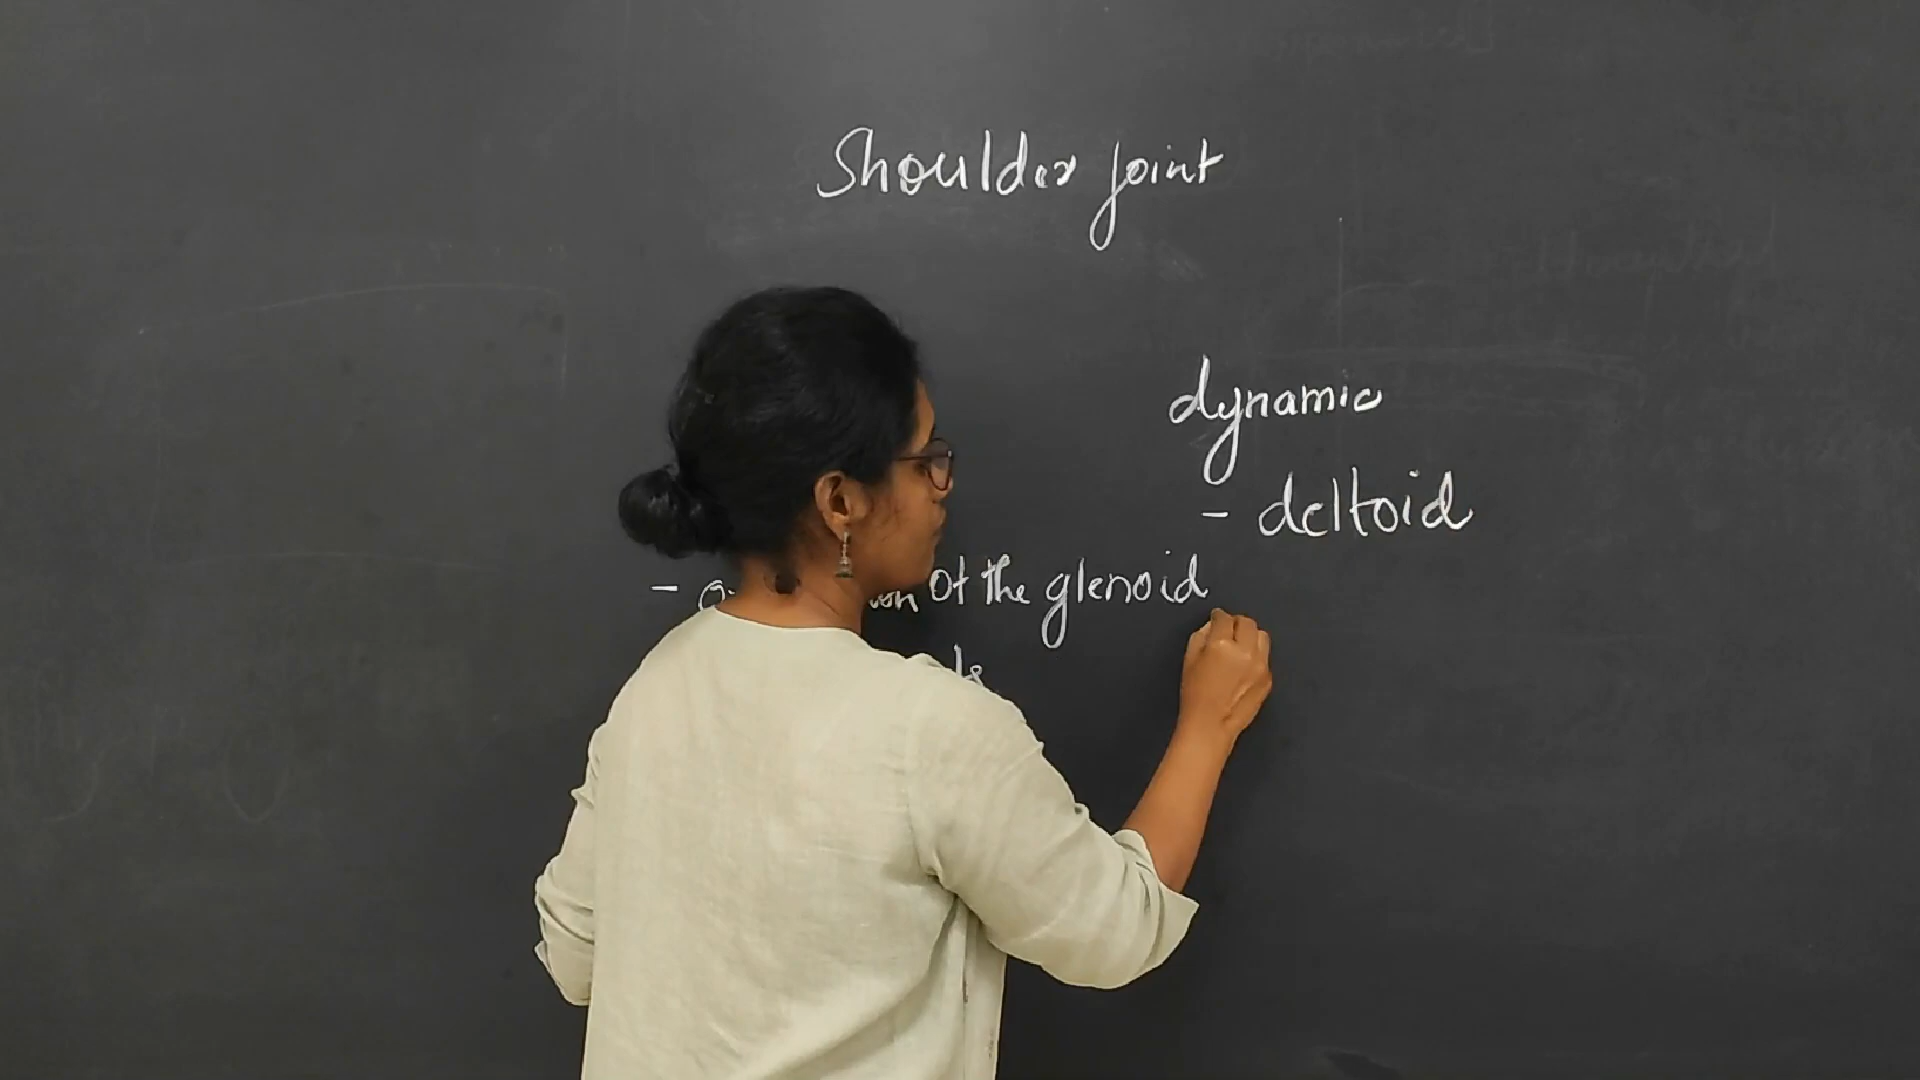 Shoulder joint
dynamic
- deltoid
- of the glenoid